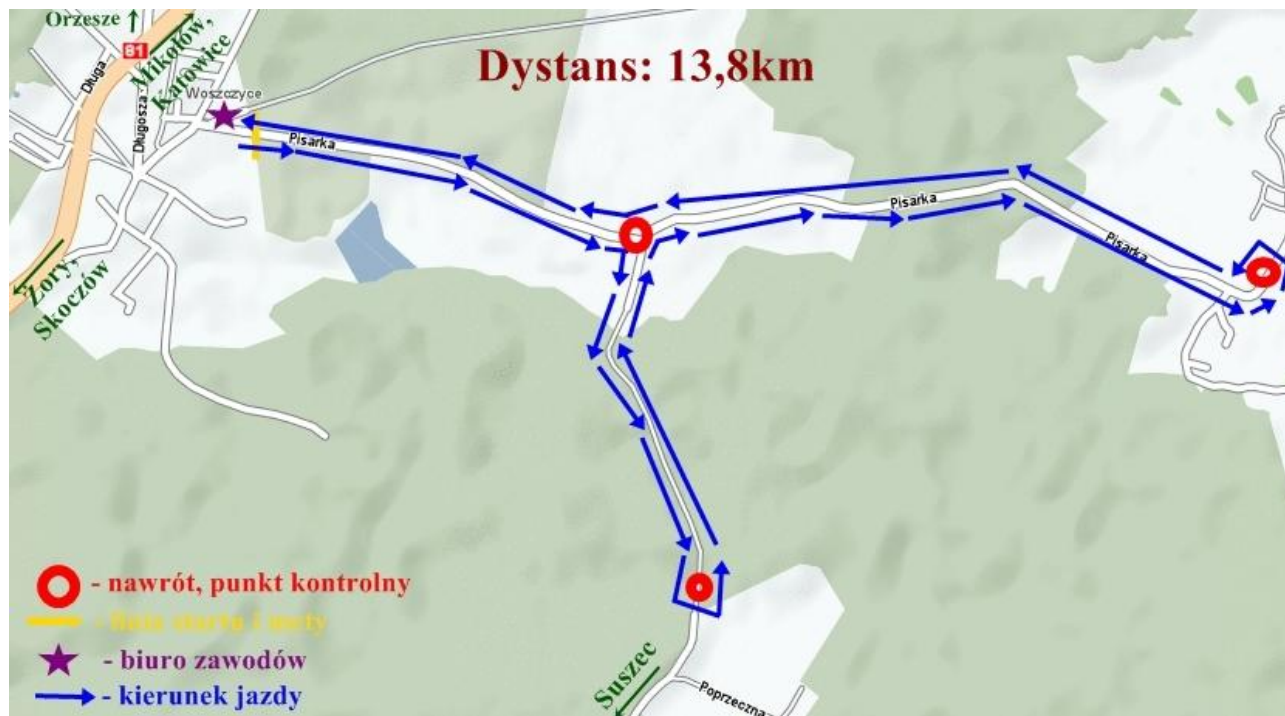 Orzesze
81
Mikołów,
Katowice
Długa
Długosza
Woszczyce
Dystans: 13,8km
Pisarka
Pisarka
Pisarka
Żory,
Skoczów
- nawrót, punkt kontrolny
- linia startu i mety
- biuro zawodów
- kierunek jazdy
Suszec
Poprzeczna